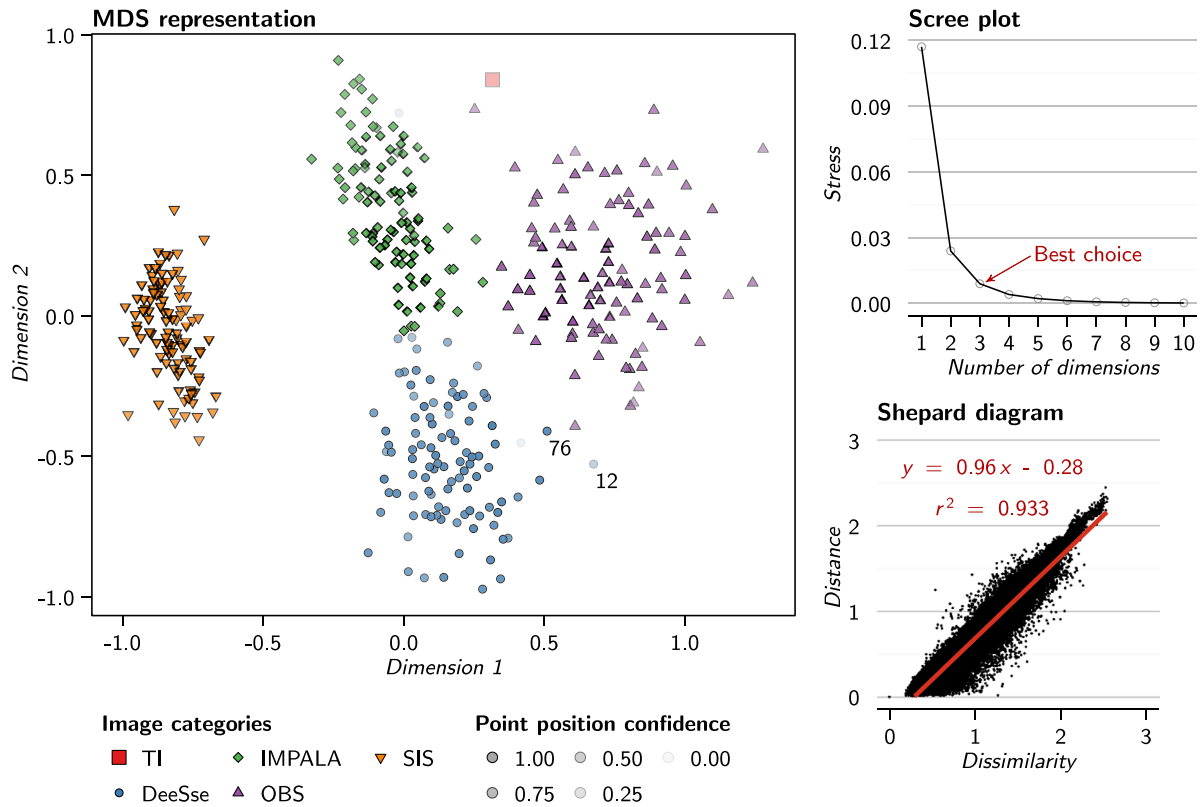 MDS representation
1.0
0.5
0.0
-0.5
-1.0
Dimension 2
76
12
-1.0 -0.5 0.0 0.5 1.0
Dimension 1
Image categories
TI
IMPALA
SIS
DeeSse
OBS
Point position confidence
1.00
0.50
0.00
0.75
0.25
Scree plot
0.12
0.09
0.06
0.03
0.00
Stress
Best choice
1 2 3 4 5 6 7 8 9 10
Number of dimensions
Shepard diagram
3
2
1
0
Distance
y = 0.96 x - 0.28
r² = 0.933
0 1 2 3
Dissimilarity